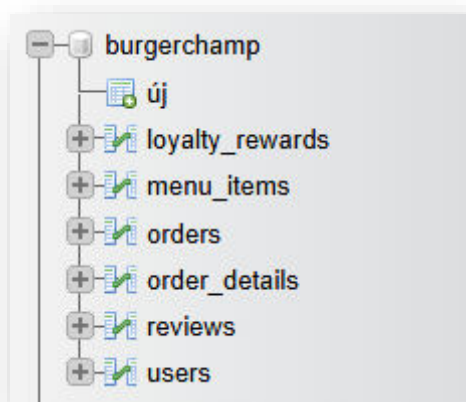 burgerchamp
új
loyalty_rewards
menu_items
orders
order_details
reviews
users